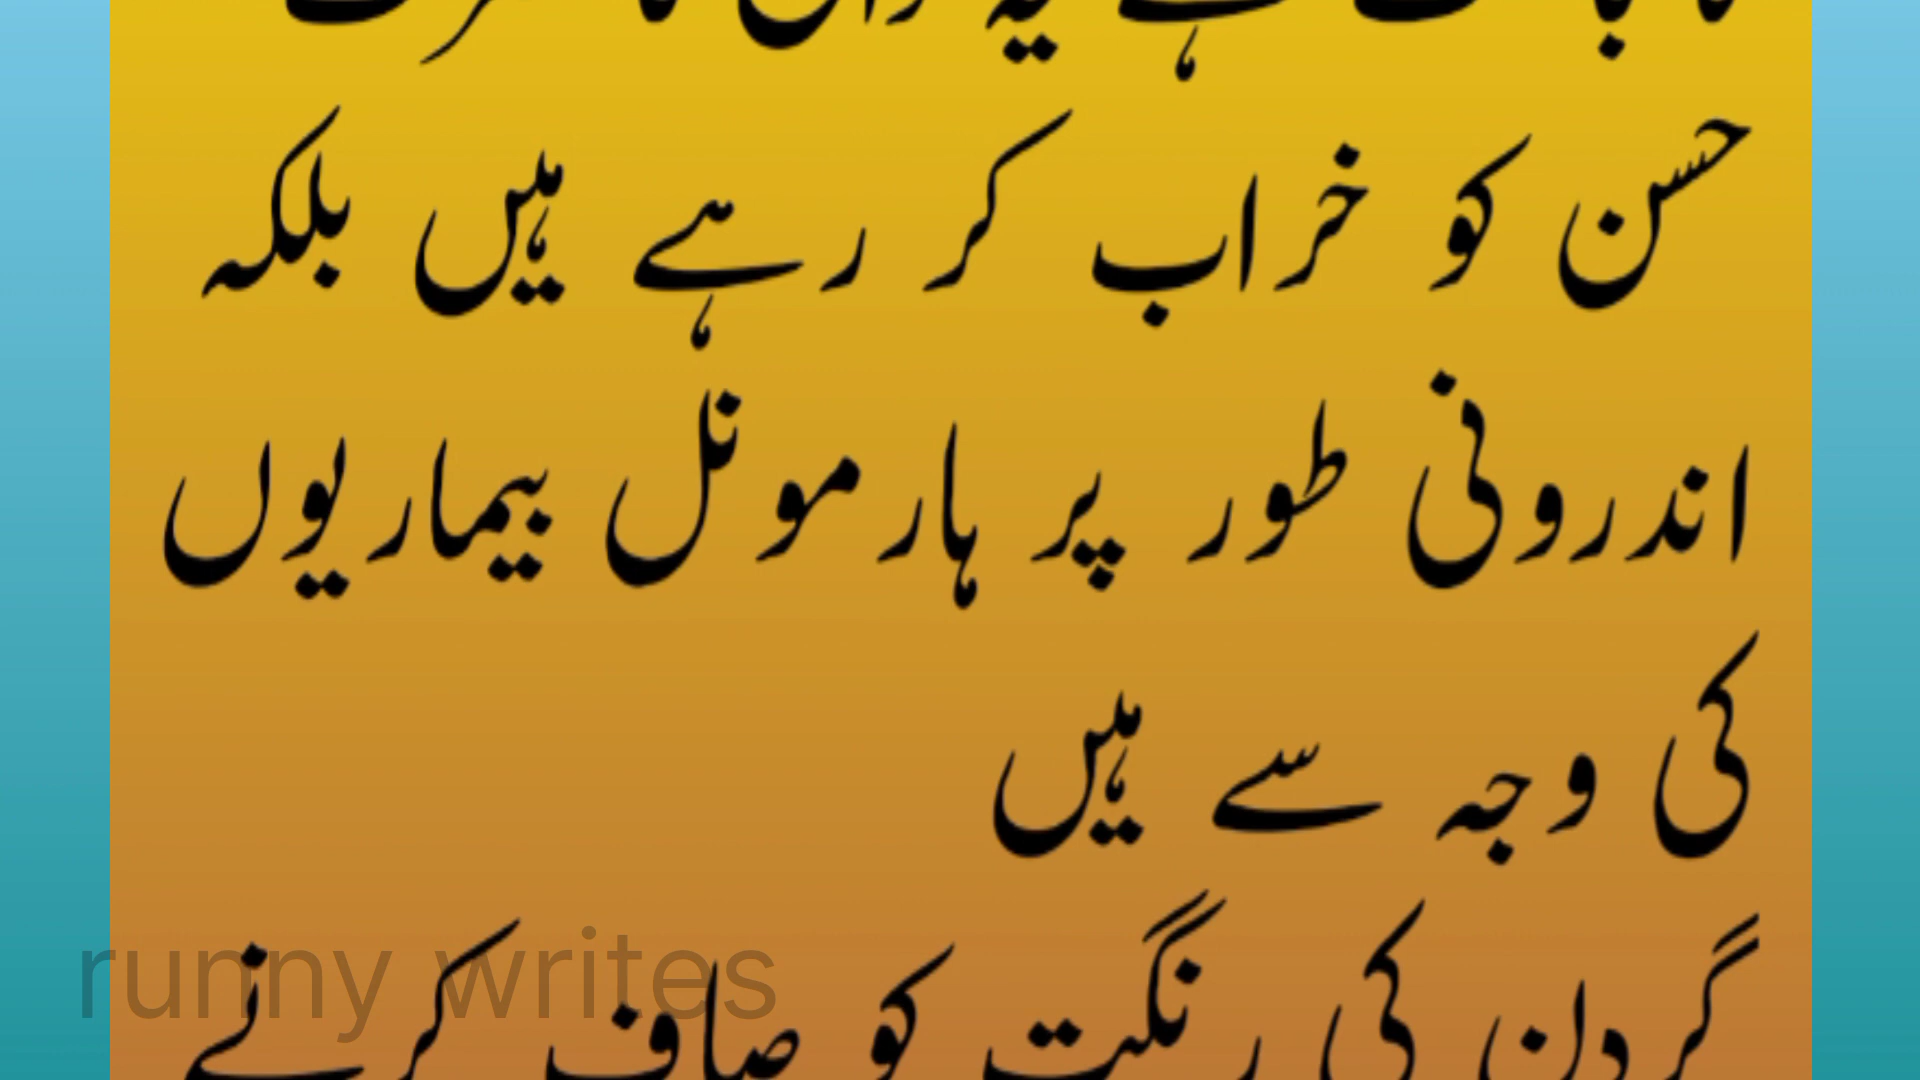 حسن کو خراب کر رہے ہیں بلکہ
اندرونی طور پر ہارمونل بیماریوں
کی وجہ سے ہیں
گردن کی رنگت کو صاف کرنے
runny writes